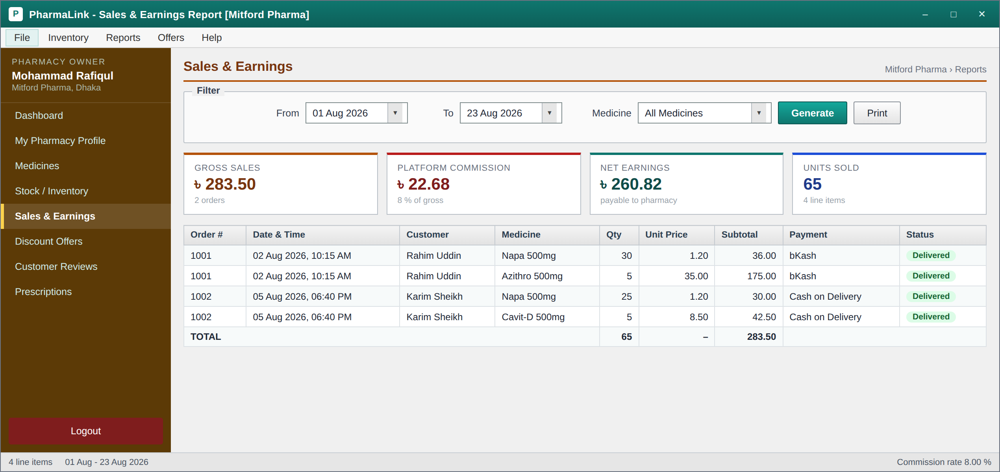 P PharmaLink - Sales & Earnings Report [Mitford Pharma] – □ ✕
File Inventory Reports Offers Help
PHARMACY OWNER
Mohammad Rafiqul
Mitford Pharma, Dhaka
Dashboard
My Pharmacy Profile
Medicines
Stock / Inventory
Sales & Earnings
Discount Offers
Customer Reviews
Prescriptions
Logout
Sales & Earnings
Mitford Pharma › Reports
Filter
From 01 Aug 2026 ▼ To 23 Aug 2026 ▼ Medicine All Medicines ▼ Generate Print
GROSS SALES
৳ 283.50
2 orders
PLATFORM COMMISSION
৳ 22.68
8 % of gross
NET EARNINGS
৳ 260.82
payable to pharmacy
UNITS SOLD
65
4 line items
Order # Date & Time Customer Medicine Qty Unit Price Subtotal Payment Status
1001 02 Aug 2026, 10:15 AM Rahim Uddin Napa 500mg 30 1.20 36.00 bKash Delivered
1001 02 Aug 2026, 10:15 AM Rahim Uddin Azithro 500mg 5 35.00 175.00 bKash Delivered
1002 05 Aug 2026, 06:40 PM Karim Sheikh Napa 500mg 25 1.20 30.00 Cash on Delivery Delivered
1002 05 Aug 2026, 06:40 PM Karim Sheikh Cavit-D 500mg 5 8.50 42.50 Cash on Delivery Delivered
TOTAL 65 – 283.50
4 line items 01 Aug - 23 Aug 2026 Commission rate 8.00 %